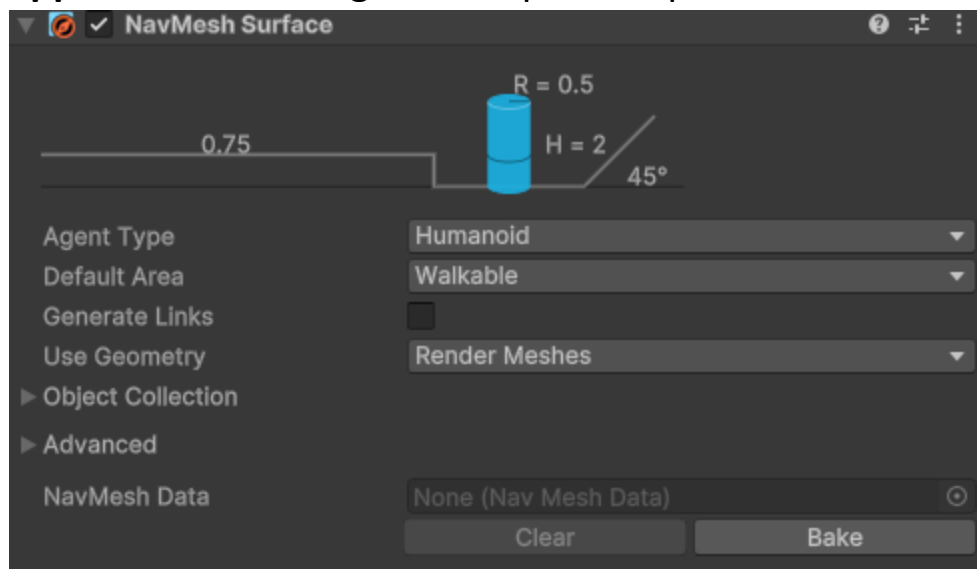 NavMesh Surface
R = 0.5
0.75
H = 2
45°
Agent Type Humanoid
Default Area Walkable
Generate Links
Use Geometry Render Meshes
Object Collection
Advanced
NavMesh Data None (Nav Mesh Data)
Clear Bake